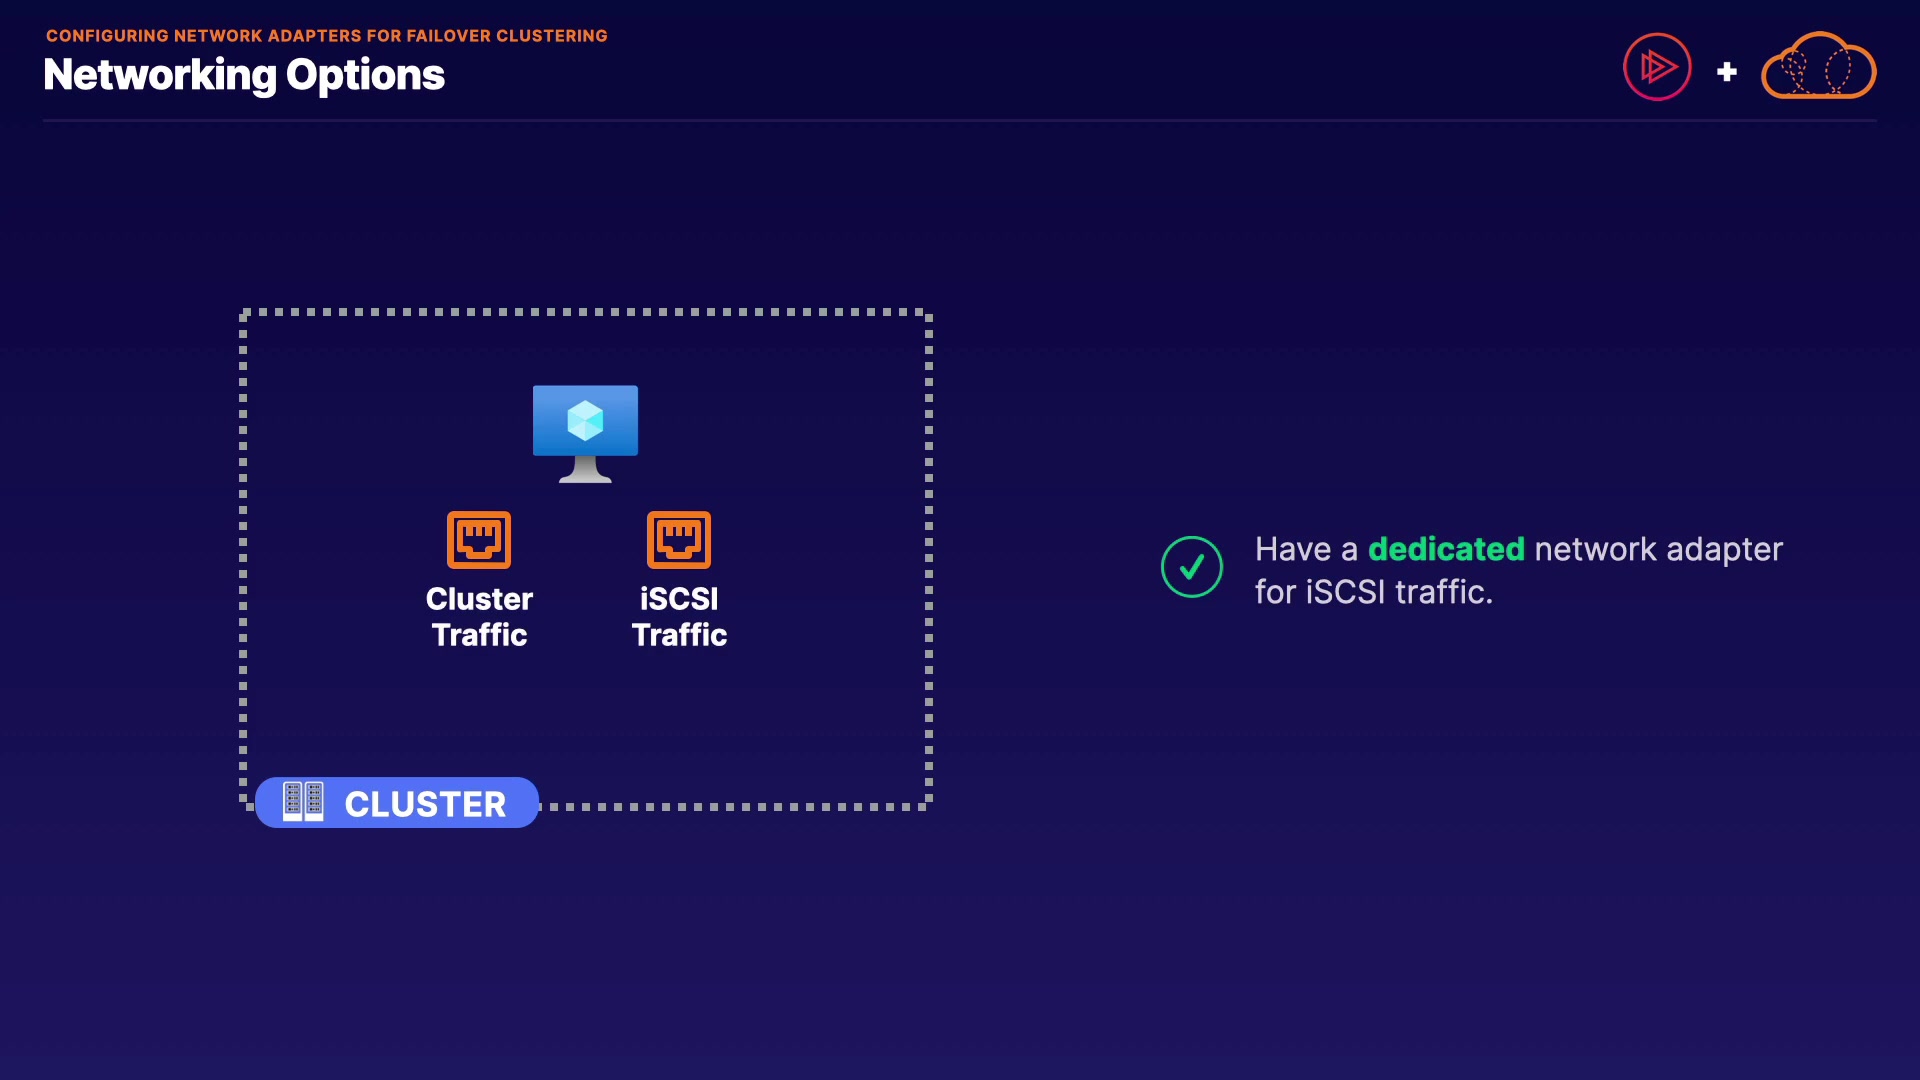 CONFIGURING NETWORK ADAPTERS FOR FAILOVER CLUSTERING
Networking Options
Cluster
Traffic
iSCSI
Traffic
CLUSTER
Have a dedicated network adapter
for iSCSI traffic.